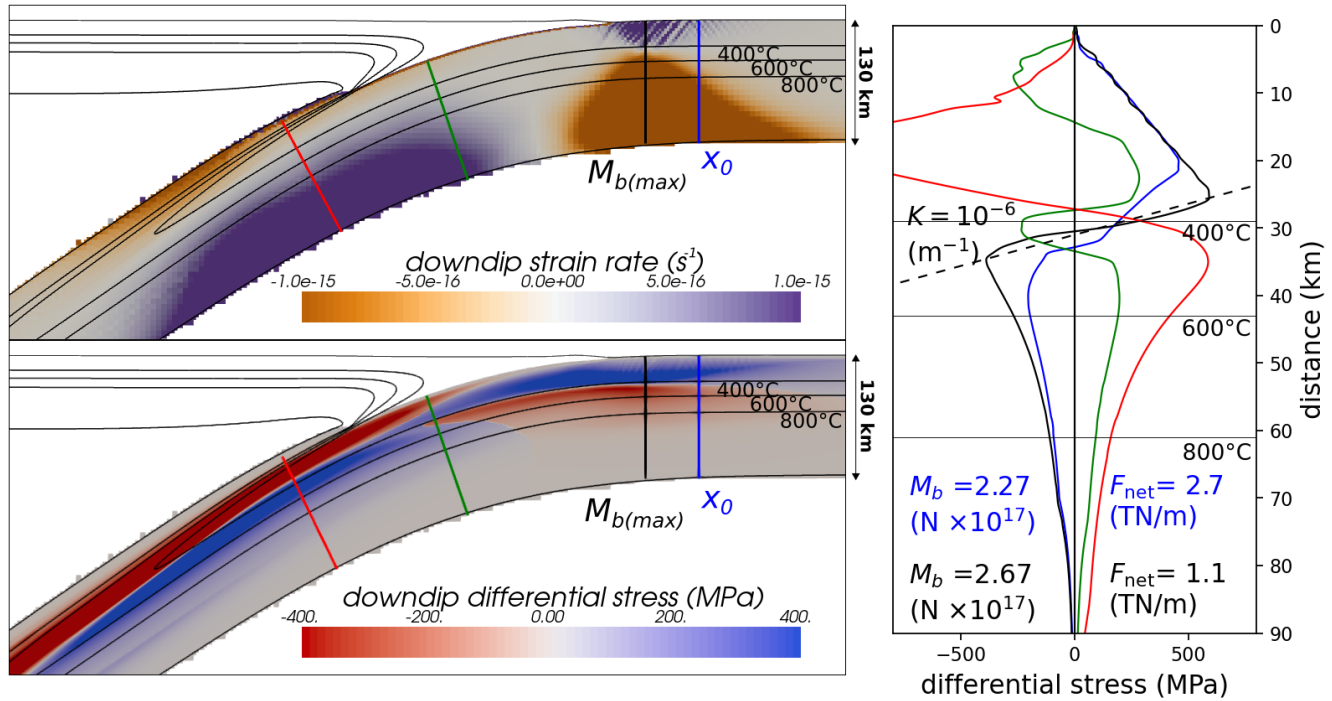 400°C
600°C
800°C
130 km
M_b(max)
x_0
downdip strain rate (s^-1)
-1.0e-15 -5.0e-16 0.0e+00 5.0e-16 1.0e-15
400°C
600°C
800°C
130 km
M_b(max)
x_0
downdip differential stress (MPa)
-400. -200. 0.00 200. 400.
0
10
20
30
40
50
60
70
80
90
distance (km)
K = 10^−6
(m^−1)
400°C
600°C
800°C
M_b =2.27
(N ×10^17)
F_net= 2.7
(TN/m)
M_b =2.67
(N ×10^17)
F_net= 1.1
(TN/m)
−500 0 500
differential stress (MPa)